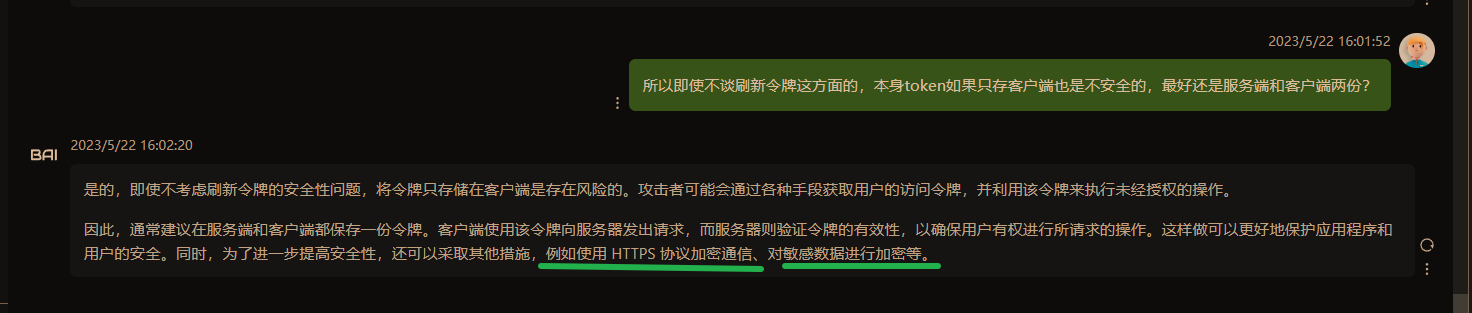 2023/5/22 16:01:52
所以即使不谈刷新令牌这方面的，本身token如果只存客户端也是不安全的，最好还是服务端和客户端两份？
BAI
2023/5/22 16:02:20
是的，即使不考虑刷新令牌的安全性问题，将令牌只存储在客户端是存在风险的。攻击者可能会通过各种手段获取用户的访问令牌，并利用该令牌来执行未经授权的操作。
因此，通常建议在服务端和客户端都保存一份令牌。客户端使用该令牌向服务器发出请求，而服务器则验证令牌的有效性，以确保用户有权进行所请求的操作。这样做可以更好地保护应用程序和
用户的安全。同时，为了进一步提高安全性，还可以采取其他措施，例如使用 HTTPS 协议加密通信、对敏感数据进行加密等。